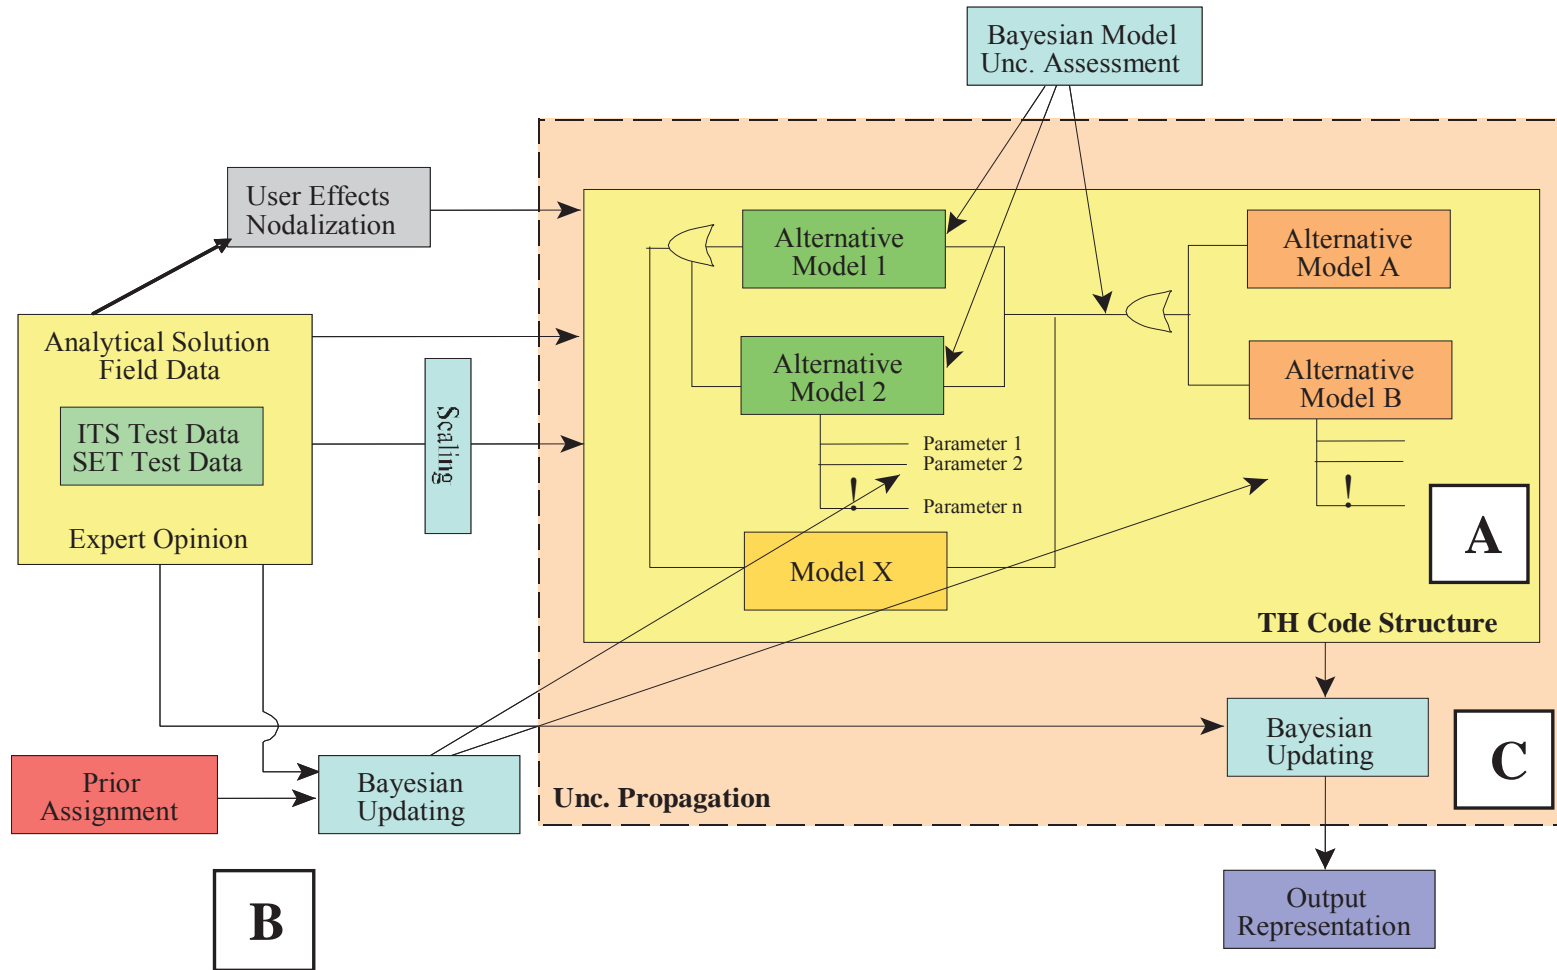 Bayesian Model
Unc. Assessment
User Effects
Nodalization
Analytical Solution
Field Data
ITS Test Data
SET Test Data
Expert Opinion
Scaling
Alternative
Model 1
Alternative
Model 2
Parameter 1
Parameter 2
!
Parameter n
Model X
Alternative
Model A
Alternative
Model B
!
A
TH Code Structure
Prior
Assignment
Bayesian
Updating
Unc. Propagation
Bayesian
Updating
C
B
Output
Representation